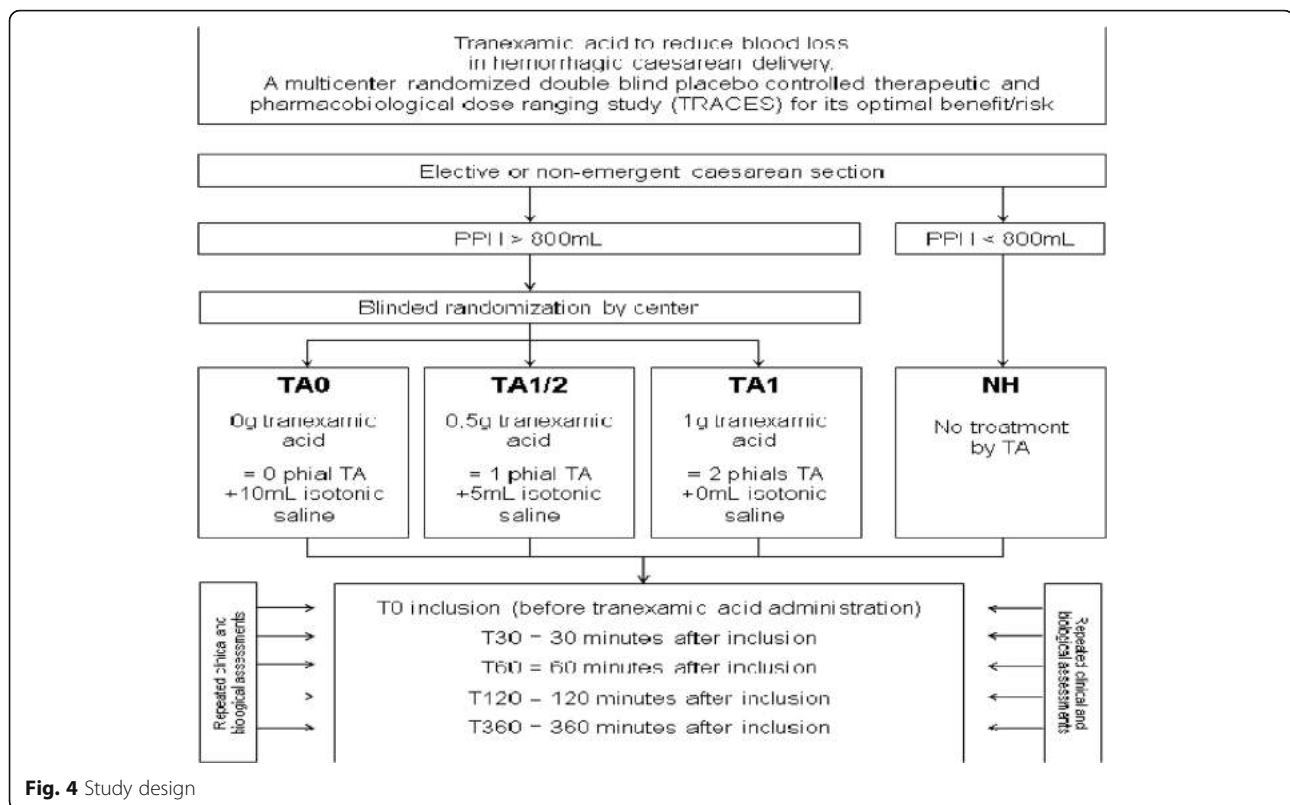 Tranexamic acid to reduce blood loss
in hemorrhagic caesarean delivery.
A multicenter randomized double blind placebo controlled therapeutic and
pharmacobiological dose ranging study (TRACES) for its optimal benefit/risk
Elective or non-emergent caesarean section
PPH > 800mL
PPH < 800mL
Blinded randomization by center
TA0
0g tranexamic
acid
= 0 phial TA
+10mL isotonic
saline
TA1/2
0,5g tranexamic
acid
= 1 phial TA
+5mL isotonic
saline
TA1
1g tranexamic
acid
= 2 phials TA
+0mL isotonic
saline
NH
No treatment
by TA
Repeated clinical and
biological assessments
T0 inclusion (before tranexamic acid administration)
T30 = 30 minutes after inclusion
T60 = 60 minutes after inclusion
T120 = 120 minutes after inclusion
T360 = 360 minutes after inclusion
Repeated clinical and
biological assessments
Fig. 4 Study design